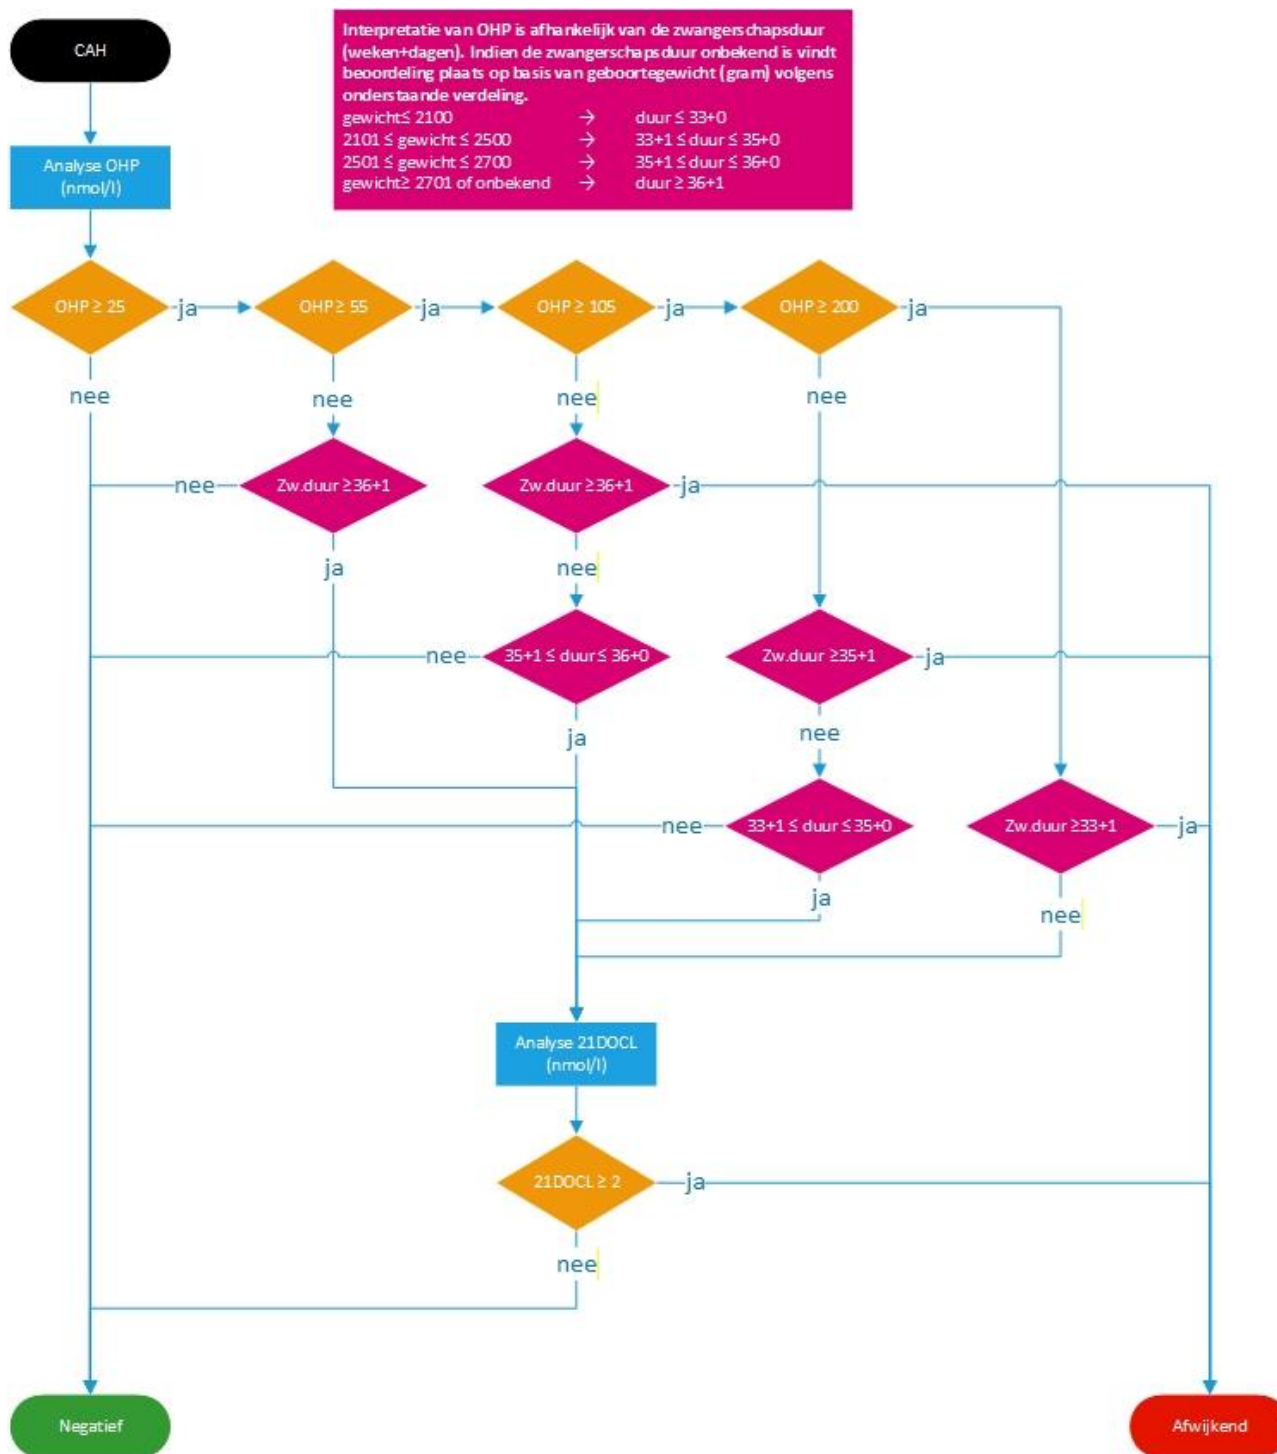 CAH
Interpretatie van OHP is afhankelijk van de zwangerschapsduur
(weken+dagen). Indien de zwangerschapsduur onbekend is vindt
beoordeling plaats op basis van geboortegewicht (gram) volgens
onderstaande verdeling.
gewicht≤ 2100 → duur ≤ 33+0
2101 ≤ gewicht ≤ 2500 → 33+1 ≤ duur ≤ 35+0
2501 ≤ gewicht ≤ 2700 → 35+1 ≤ duur ≤ 36+0
gewicht≥ 2701 of onbekend → duur ≥ 36+1
Analyse OHP
(nmol/l)
OHP ≥ 25
ja
OHP ≥ 55
ja
OHP ≥ 105
ja
OHP ≥ 200
ja
nee
nee
nee
nee
nee
Zw.duur ≥36+1
Zw.duur ≥36+1
ja
ja
nee
nee
35+1 ≤ duur ≤ 36+0
Zw.duur ≥35+1
ja
ja
nee
nee
33+1 ≤ duur ≤ 35+0
Zw.duur ≥33+1
ja
ja
nee
Analyse 21DOCL
(nmol/l)
21DOCL ≥ 2
ja
nee
Negatief
Afwijkend